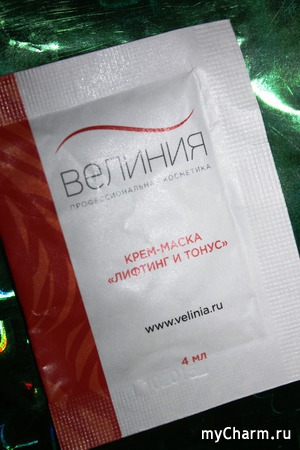 ВеЛИНИЯ
ПРОФЕССИОНАЛЬНАЯ КОСМЕТИКА
КРЕМ-МАСКА
«ЛИФТИНГ И ТОНУС»
www.velinia.ru
4 мл
myCharm.ru